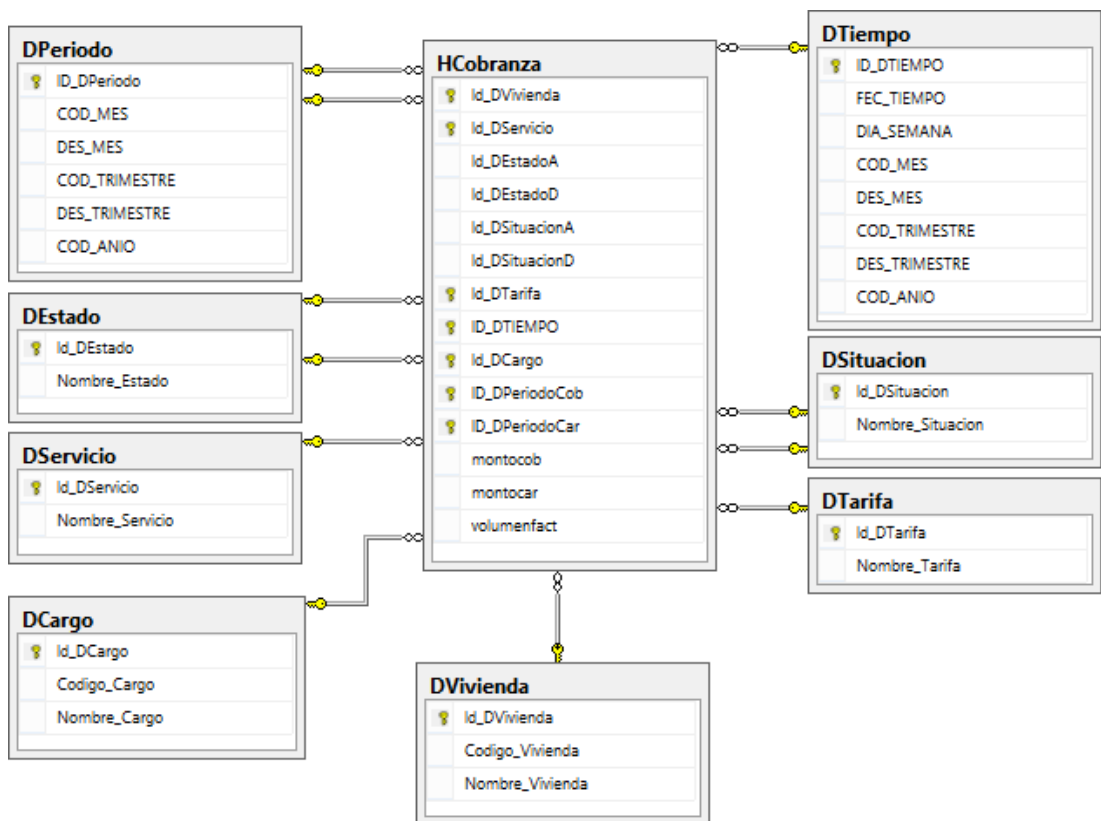 DPeriodo
ID_DPeriodo
COD_MES
DES_MES
COD_TRIMESTRE
DES_TRIMESTRE
COD_ANIO
DEstado
Id_DEstado
Nombre_Estado
DServicio
Id_DServicio
Nombre_Servicio
DCargo
Id_DCargo
Codigo_Cargo
Nombre_Cargo
HCobranza
Id_DVivienda
Id_DServicio
Id_DEstadoA
Id_DEstadoD
Id_DSituacionA
Id_DSituacionD
Id_DTarifa
ID_DTIEMPO
Id_DCargo
ID_DPeriodoCob
ID_DPeriodoCar
montocob
montocar
volumenfact
DVivienda
Id_DVivienda
Codigo_Vivienda
Nombre_Vivienda
DTiempo
ID_DTIEMPO
FEC_TIEMPO
DIA_SEMANA
COD_MES
DES_MES
COD_TRIMESTRE
DES_TRIMESTRE
COD_ANIO
DSituacion
Id_DSituacion
Nombre_Situacion
DTarifa
Id_DTarifa
Nombre_Tarifa